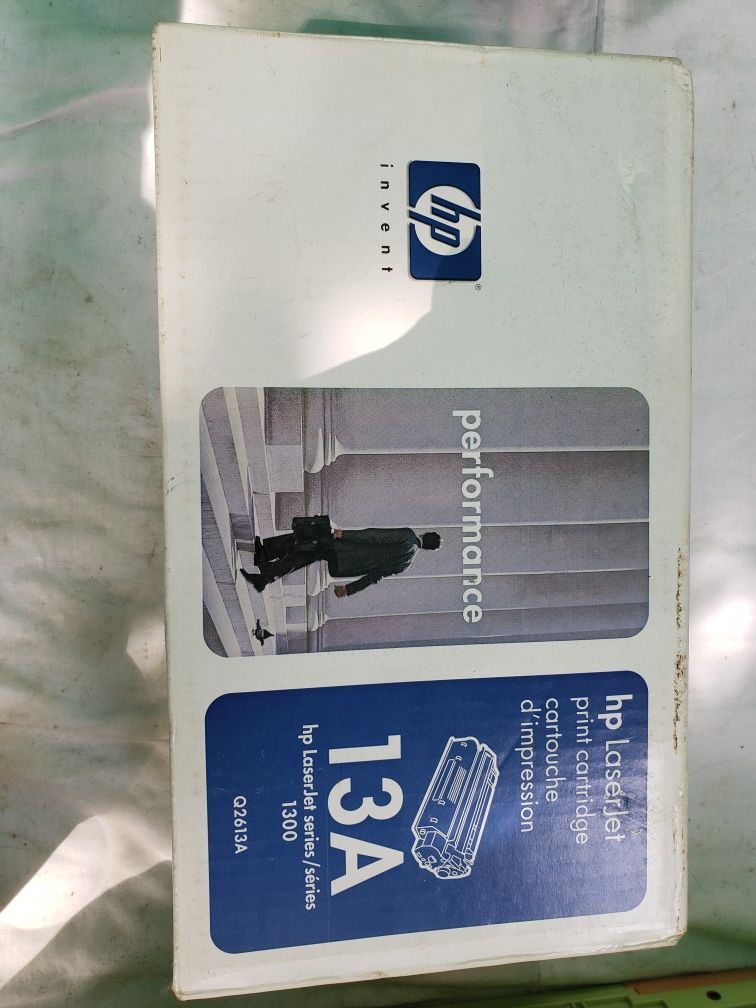 hp
®
invent
performance
hp LaserJet
print cartridge
cartouche
d'impression
13A
hp LaserJet series/séries
1300
Q2613A